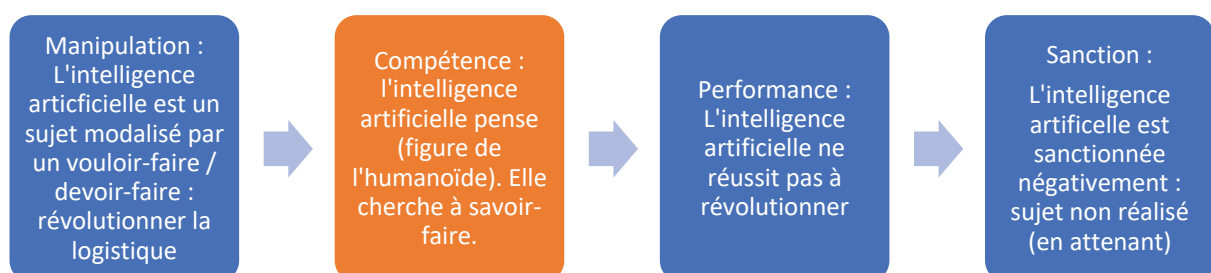 Manipulation :
L'intelligence
articficielle est un
sujet modalisé par
un vouloir-faire /
devoir-faire :
révolutionner la
logistique
Compétence :
l'intelligence
artificielle pense
(figure de
l'humanoïde). Elle
cherche à savoir-
faire.
Performance :
L'intelligence
artificielle ne
réussit pas à
révolutionner
Sanction :
L'intelligence
artificelle est
sanctionnée
négativement :
sujet non réalisé
(en attenant)